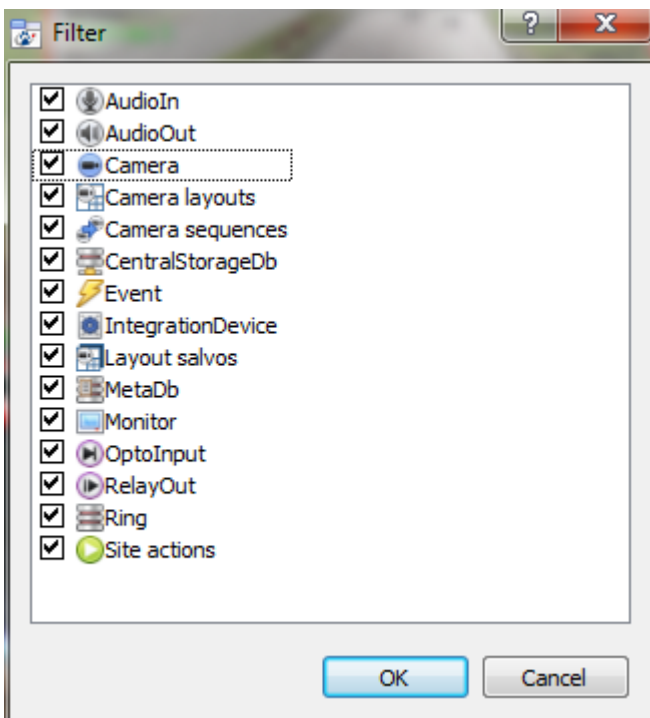 Filter
?
X
AudioIn
AudioOut
Camera
Camera layouts
Camera sequences
CentralStorageDb
Event
IntegrationDevice
Layout salvos
MetaDb
Monitor
OptoInput
RelayOut
Ring
Site actions
OK Cancel